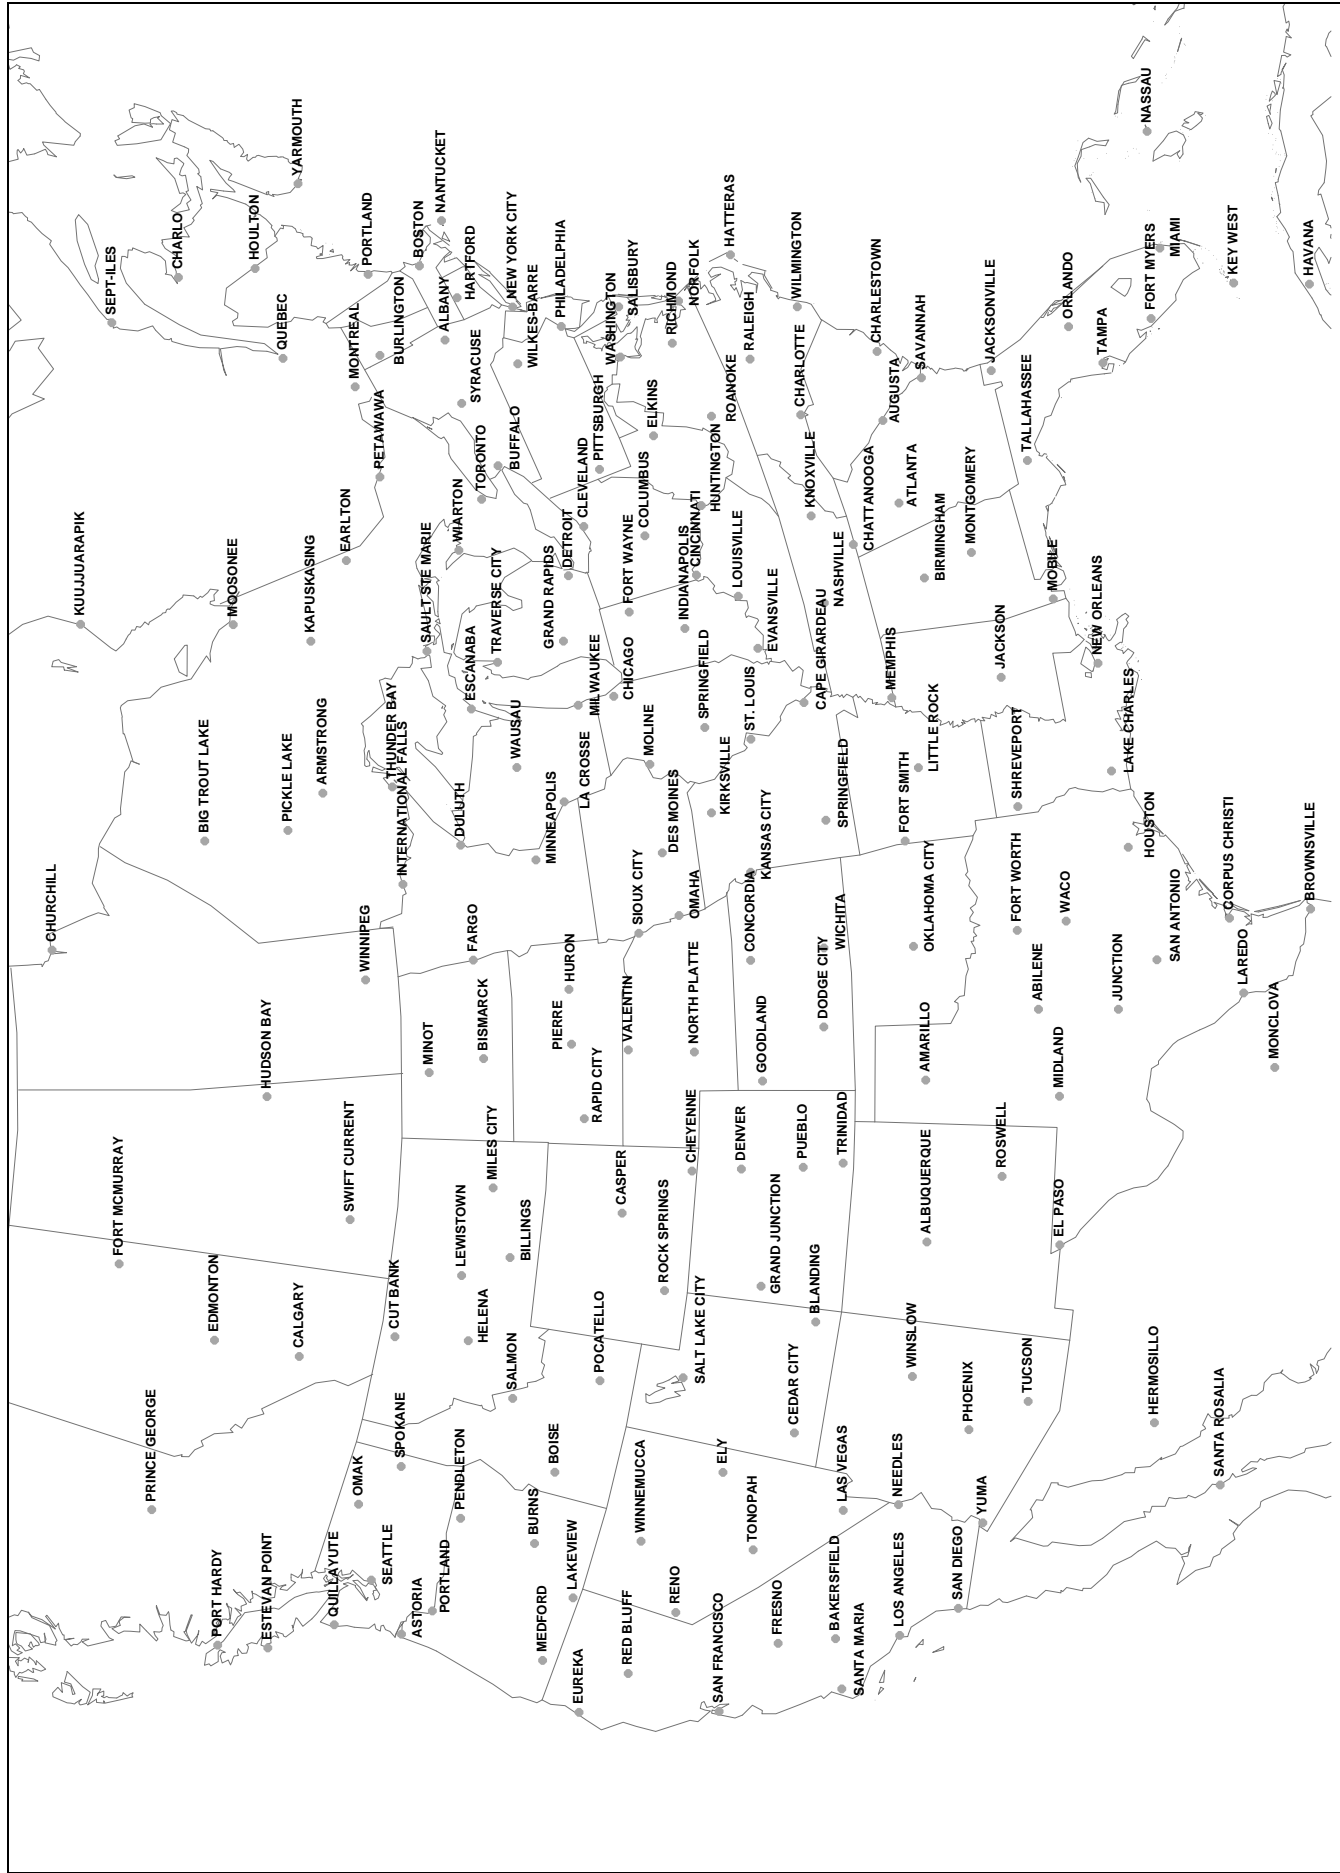 CHURCHILL
KUUJJUARAPIK
SEPT-ILES
FORT MCMURRAY
PRINCE GEORGE
CHARLO
BIG TROUT LAKE
EDMONTON
PORT HARDY
MOOSONEE
HOULTON
HUDSON BAY
ESTEVAN POINT
QUEBEC
PICKLE LAKE
YARMOUTH
CALGARY
KAPUSKASING
ARMSTRONG
QUILLAYUTE
EARLTON
SWIFT CURRENT
MONTREAL
OMAK
WINNIPEG
PORTLAND
PETAWAWA
SEATTLE
BURLINGTON
THUNDER BAY
CUT BANK
SPOKANE
INTERNATIONAL FALLS
ASTORIA
BOSTON
SAULT STE MARIE
MINOT
PORTLAND
NANTUCKET
ALBANY
WIARTON
DULUTH
PENDLETON
LEWISTOWN
HARTFORD
SYRACUSE
HELENA
ESCANABA
FARGO
TORONTO
BISMARCK
MILES CITY
TRAVERSE CITY
BUFFALO
BILLINGS
SALMON
NEW YORK CITY
WAUSAU
WILKES-BARRE
BURNS
MINNEAPOLIS
MEDFORD
BOISE
PHILADELPHIA
GRAND RAPIDS
LA CROSSE
DETROIT
HURON
PIERRE
LAKEVIEW
EUREKA
MILWAUKEE
CLEVELAND
RAPID CITY
PITTSBURGH
POCATELLO
CHICAGO
WASHINGTON
SALISBURY
CASPER
VALENTIN
RED BLUFF
FORT WAYNE
SIOUX CITY
WINNEMUCCA
COLUMBUS
MOLINE
ELKINS
DES MOINES
ROCK SPRINGS
RICHMOND
RENO
OMAHA
NORFOLK
SALT LAKE CITY
INDIANAPOLIS
CHEYENNE
NORTH PLATTE
CINCINNATI
HUNTINGTON
SPRINGFIELD
KIRKSVILLE
ROANOKE
SAN FRANCISCO
ELY
HATTERAS
LOUISVILLE
DENVER
RALEIGH
ST. LOUIS
KANSAS CITY
CONCORDIA
TONOPAH
EVANSVILLE
GOODLAND
GRAND JUNCTION
FRESNO
CEDAR CITY
WILMINGTON
CHARLOTTE
PUEBLO
CAPE GIRARDEAU
KNOXVILLE
BLANDING
DODGE CITY
WICHITA
NASHVILLE
SPRINGFIELD
BAKERSFIELD
SANTA MARIA
LAS VEGAS
TRINIDAD
CHATTANOOGA
CHARLESTOWN
AUGUSTA
MEMPHIS
NEEDLES
LOS ANGELES
ATLANTA
FORT SMITH
WINSLOW
OKLAHOMA CITY
LITTLE ROCK
SAVANNAH
BIRMINGHAM
AMARILLO
ALBUQUERQUE
SAN DIEGO
PHOENIX
MONTGOMERY
YUMA
JACKSONVILLE
JACKSON
ROSWELL
SHREVEPORT
FORT WORTH
TUCSON
TALLAHASSEE
ABILENE
MOBILE
MIDLAND
EL PASO
WACO
ORLANDO
NEW ORLEANS
TAMPA
LAKE CHARLES
JUNCTION
HOUSTON
NASSAU
FORT MYERS
MIAMI
HERMOSILLO
SAN ANTONIO
SANTA ROSALIA
CORPUS CHRISTI
KEY WEST
LAREDO
MONCLOVA
HAVANA
BROWNSVILLE